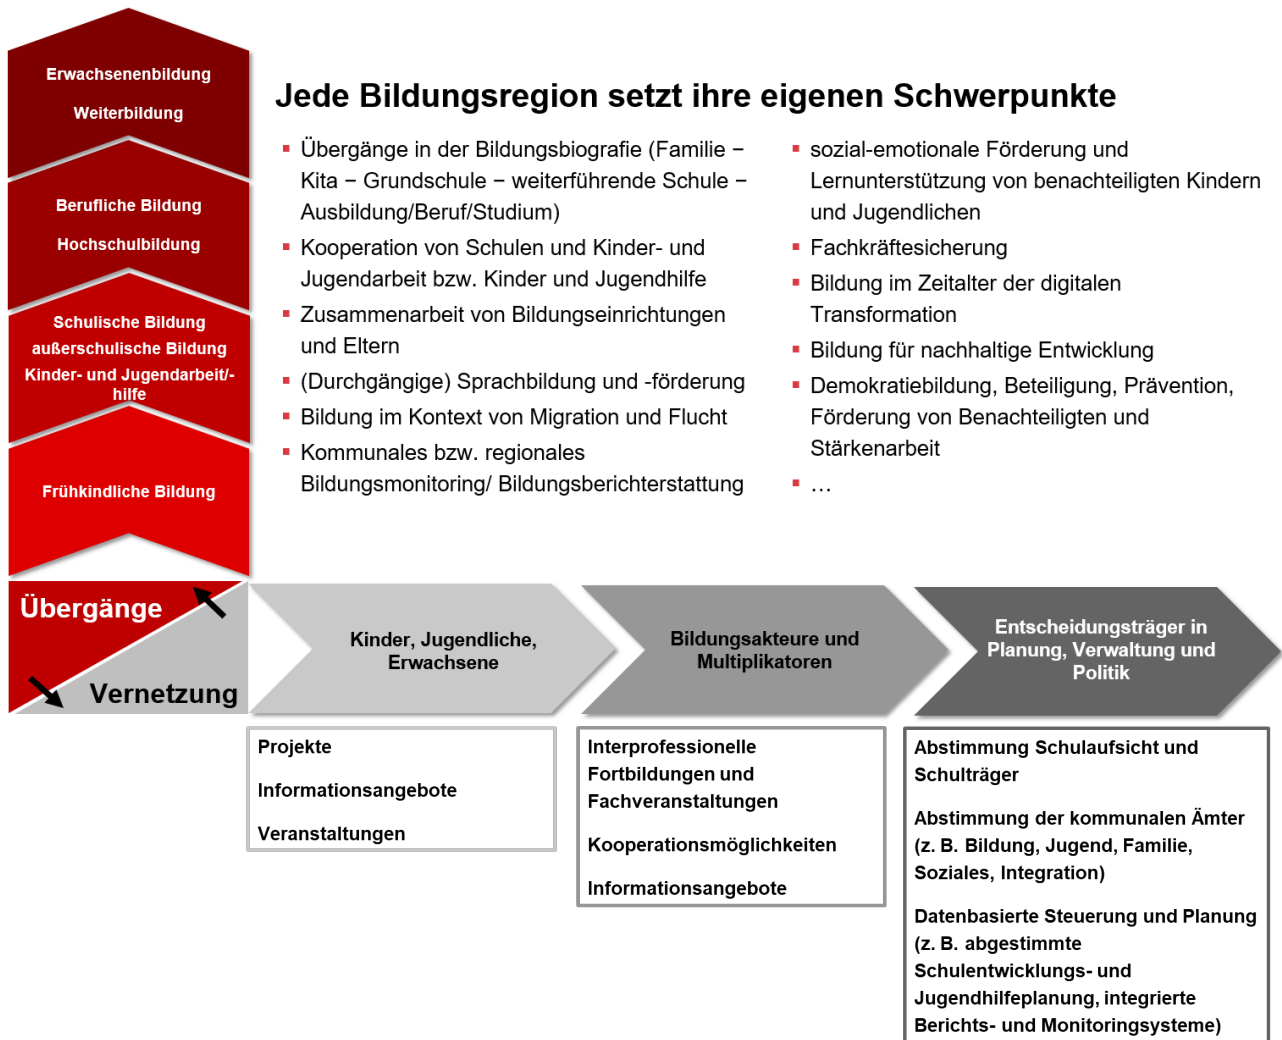 Erwachsenenbildung
Weiterbildung
Berufliche Bildung
Hochschulbildung
Schulische Bildung
außerschulische Bildung
Kinder- und Jugendarbeit/-
hilfe
Frühkindliche Bildung
Jede Bildungsregion setzt ihre eigenen Schwerpunkte
Übergänge in der Bildungsbiografie (Familie –
Kita – Grundschule – weiterführende Schule –
Ausbildung/Beruf/Studium)
Kooperation von Schulen und Kinder- und
Jugendarbeit bzw. Kinder und Jugendhilfe
Zusammenarbeit von Bildungseinrichtungen
und Eltern
(Durchgängige) Sprachbildung und -förderung
Bildung im Kontext von Migration und Flucht
Kommunales bzw. regionales
Bildungsmonitoring/ Bildungsberichterstattung
sozial-emotionale Förderung und
Lernunterstützung von benachteiligten Kindern
und Jugendlichen
Fachkräftesicherung
Bildung im Zeitalter der digitalen
Transformation
Bildung für nachhaltige Entwicklung
Demokratiebildung, Beteiligung, Prävention,
Förderung von Benachteiligten und
Stärkenarbeit
…
Übergänge
Vernetzung
Kinder, Jugendliche,
Erwachsene
Bildungsakteure und
Multiplikatoren
Entscheidungsträger in
Planung, Verwaltung und
Politik
Projekte
Informationsangebote
Veranstaltungen
Interprofessionelle
Fortbildungen und
Fachveranstaltungen
Kooperationsmöglichkeiten
Informationsangebote
Abstimmung Schulaufsicht und
Schulträger
Abstimmung der kommunalen Ämter
(z. B. Bildung, Jugend, Familie,
Soziales, Integration)
Datenbasierte Steuerung und Planung
(z. B. abgestimmte
Schulentwicklungs- und
Jugendhilfeplanung, integrierte
Berichts- und Monitoringsysteme)